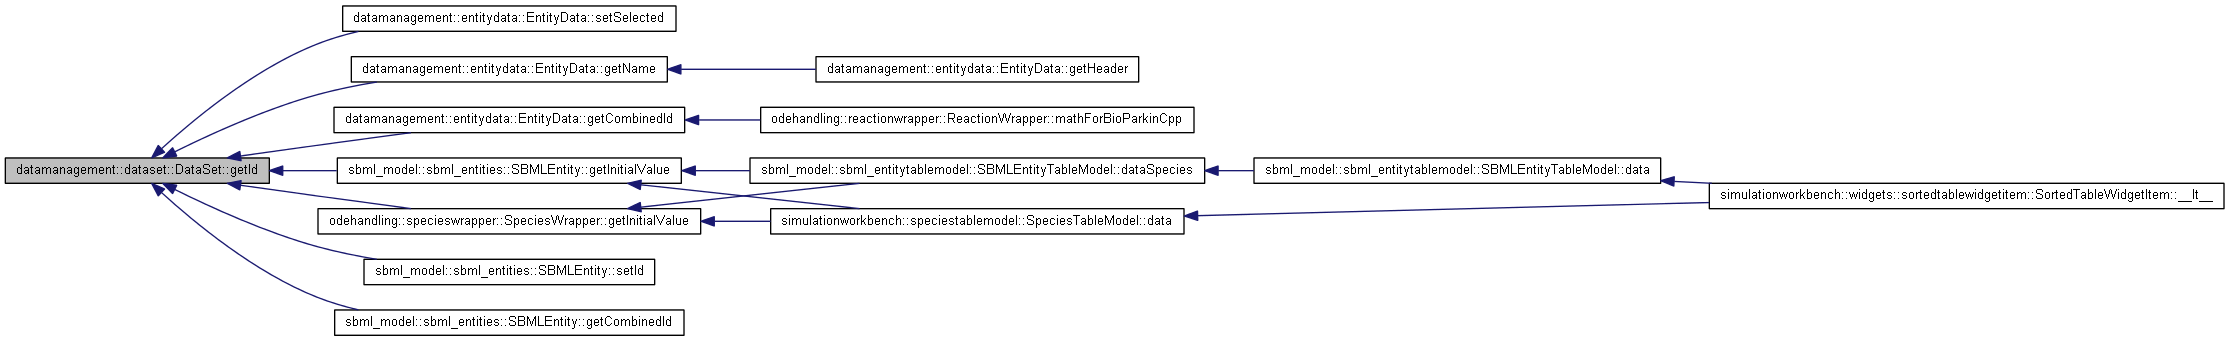 datamanagement::entitydata::EntityData::setSelected
datamanagement::entitydata::EntityData::getName
datamanagement::entitydata::EntityData::getHeader
datamanagement::entitydata::EntityData::getCombinedId
odehandling::reactionwrapper::ReactionWrapper::mathForBioParkinCpp
datamanagement::dataset::DataSet::getId
sbml_model::sbml_entities::SBMLEntity::getInitialValue
sbml_model::sbml_entitytablemodel::SBMLEntityTableModel::dataSpecies
sbml_model::sbml_entitytablemodel::SBMLEntityTableModel::data
simulationworkbench::widgets::sortedtablewidgetitem::SortedTableWidgetItem::__lt__
odehandling::specieswrapper::SpeciesWrapper::getInitialValue
simulationworkbench::speciestablemodel::SpeciesTableModel::data
sbml_model::sbml_entities::SBMLEntity::setId
sbml_model::sbml_entities::SBMLEntity::getCombinedId